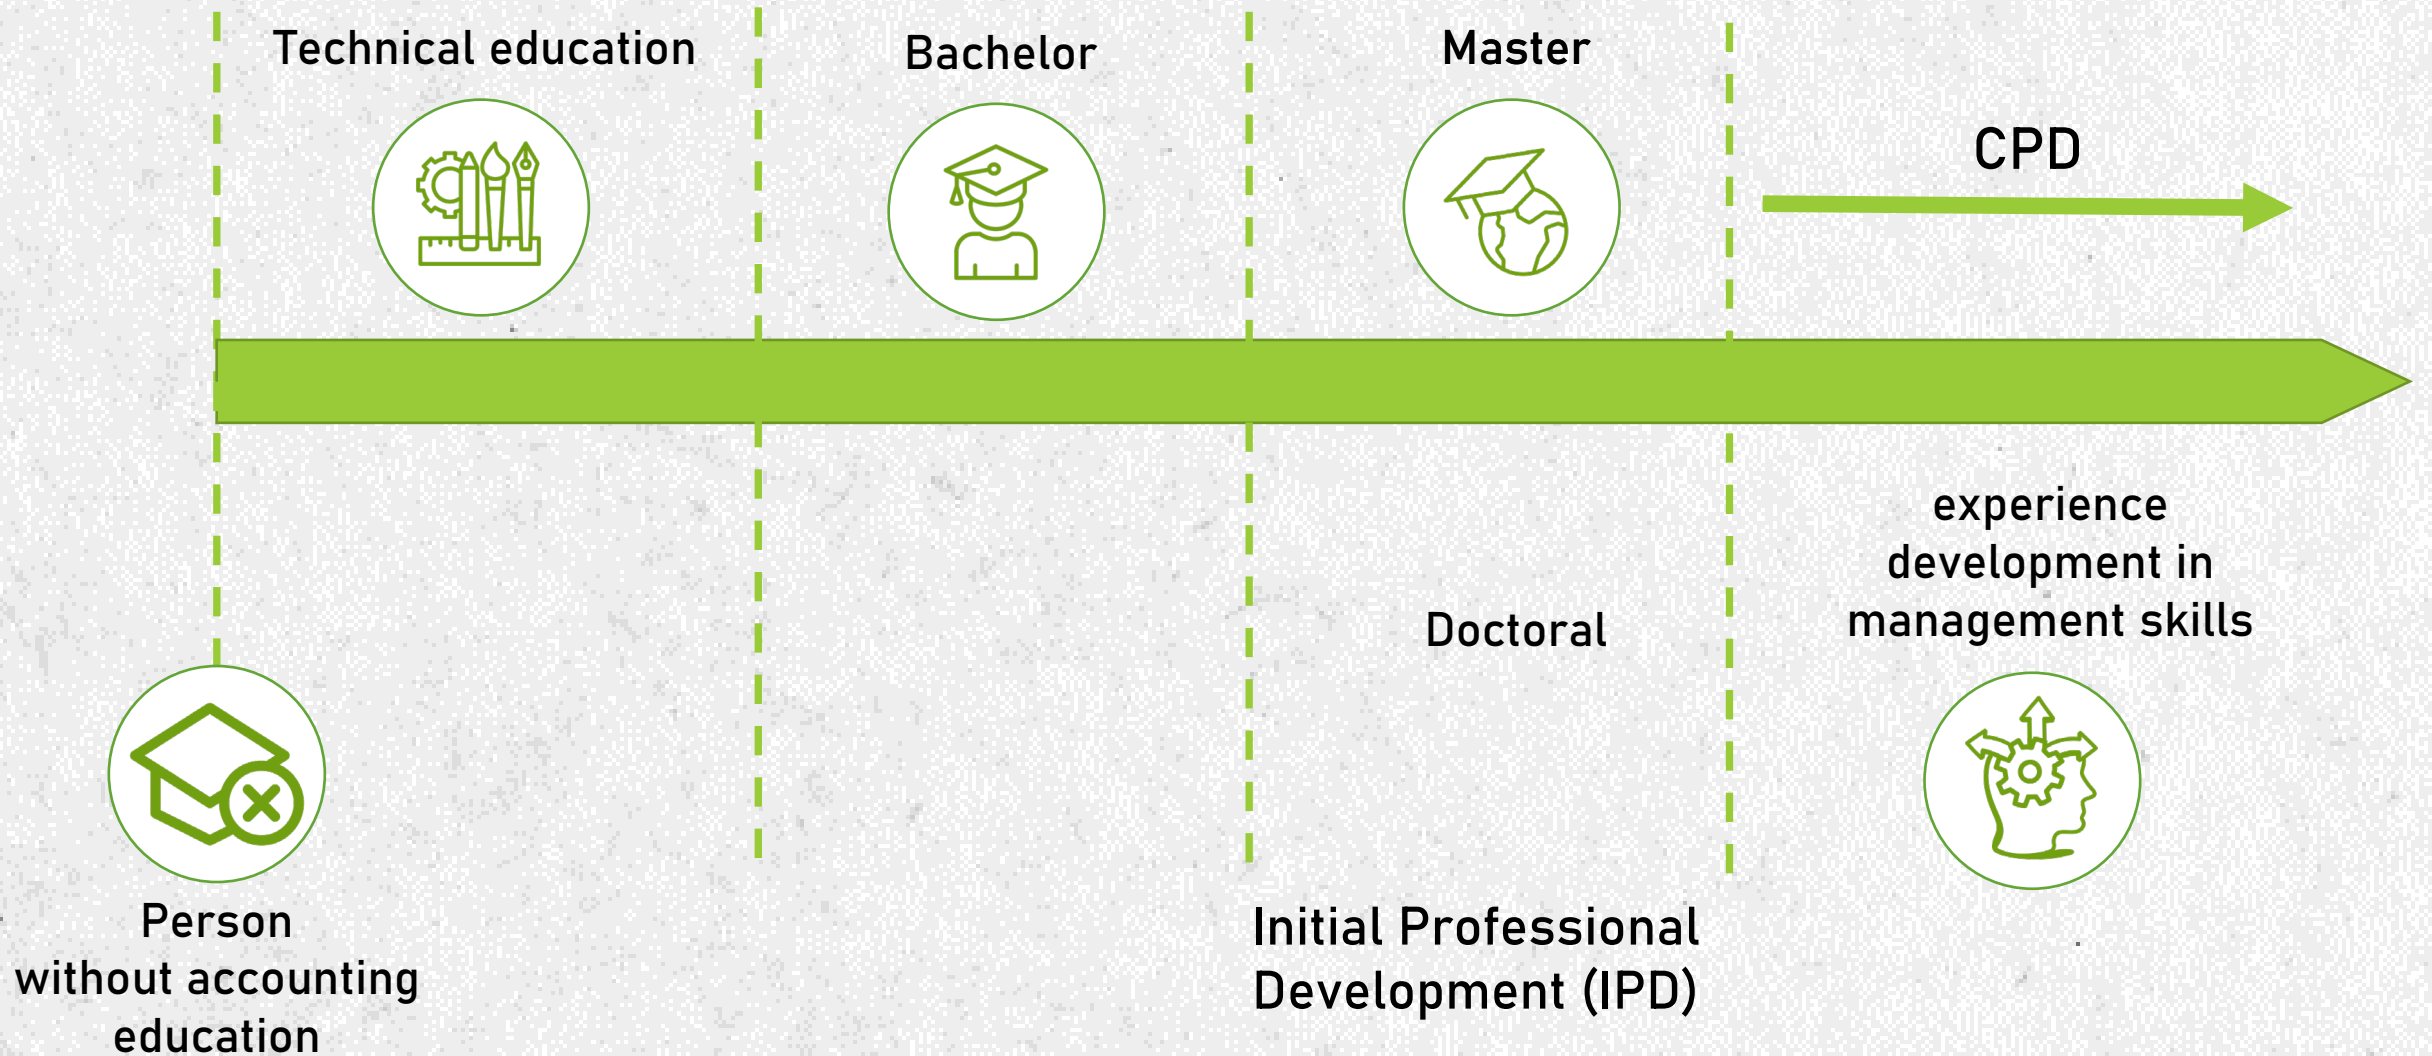 Technical education
Bachelor
Master
CPD
experience
development in
management skills
Doctoral
Person
without accounting
education
Initial Professional
Development (IPD)